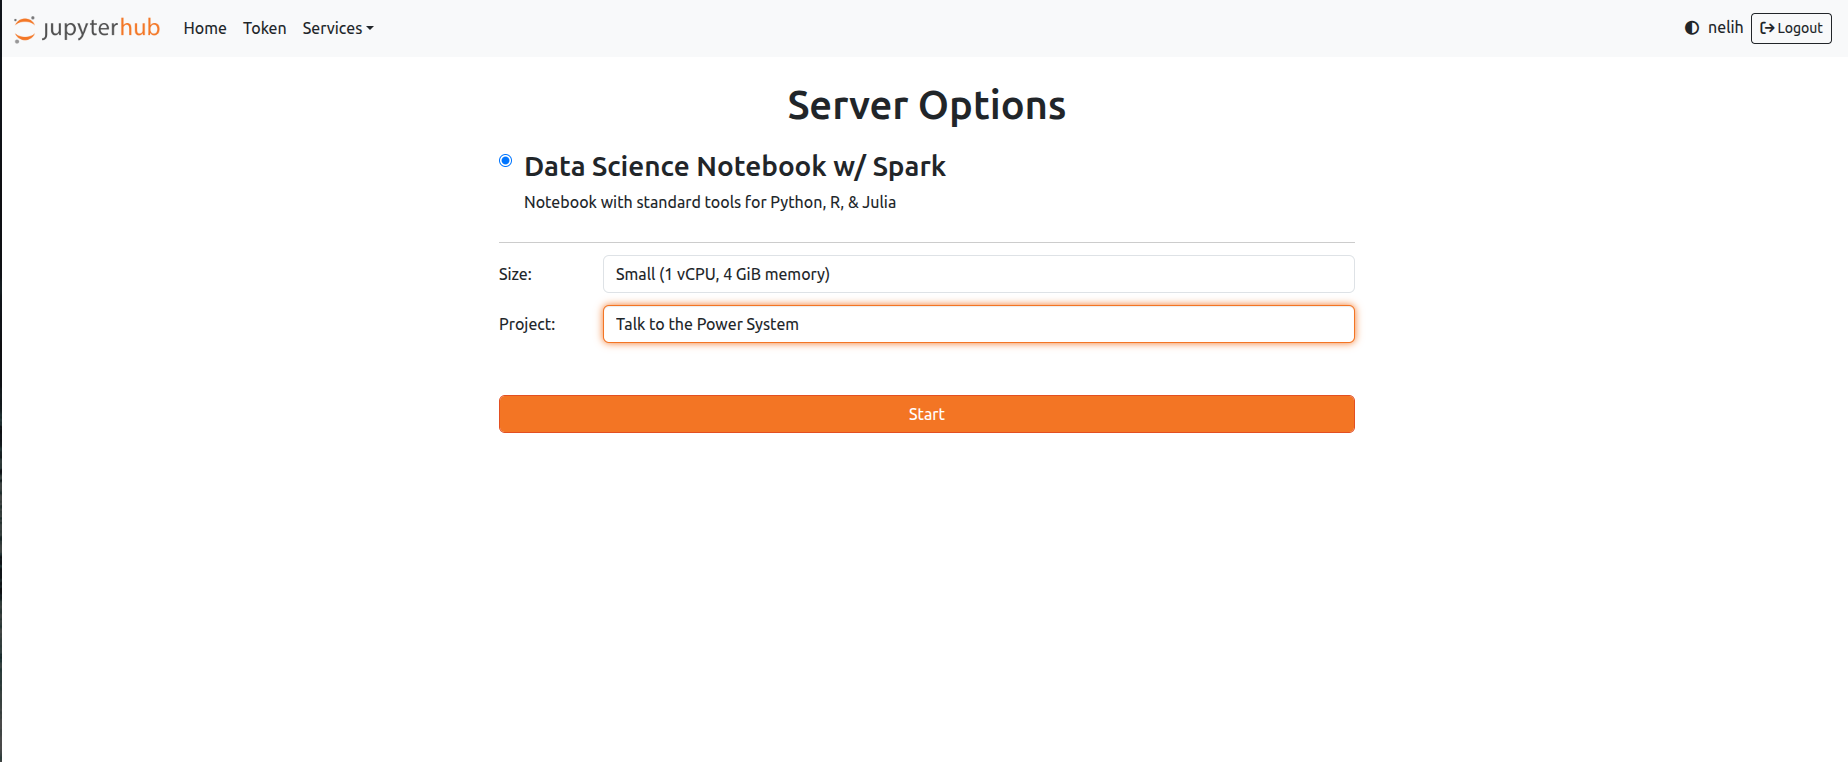 jupyterhub Home Token Services nelih Logout
Server Options
Data Science Notebook w/ Spark
Notebook with standard tools for Python, R, & Julia
Size: Small (1 vCPU, 4 GiB memory)
Project: Talk to the Power System
Start